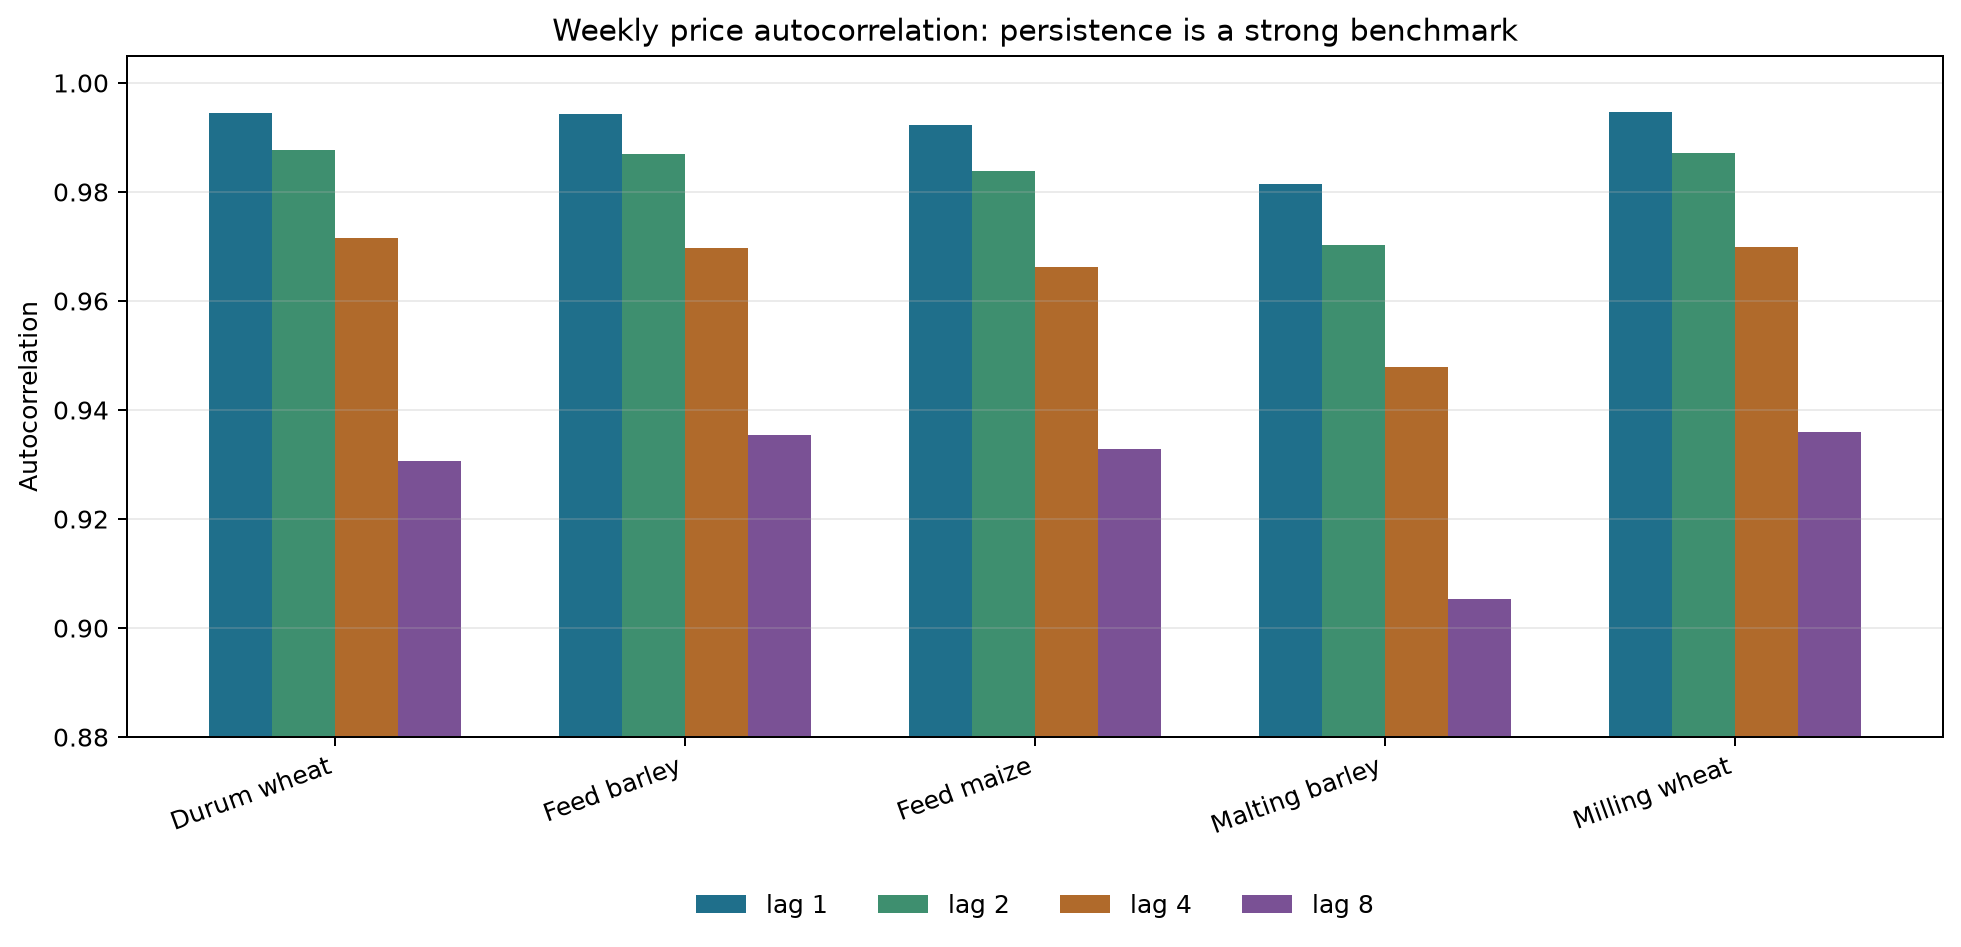 Weekly price autocorrelation: persistence is a strong benchmark
1.00
0.98
0.96
0.94
0.92
0.90
0.88
Autocorrelation
Durum wheat
Feed barley
Feed maize
Malting barley
Milling wheat
lag 1
lag 2
lag 4
lag 8